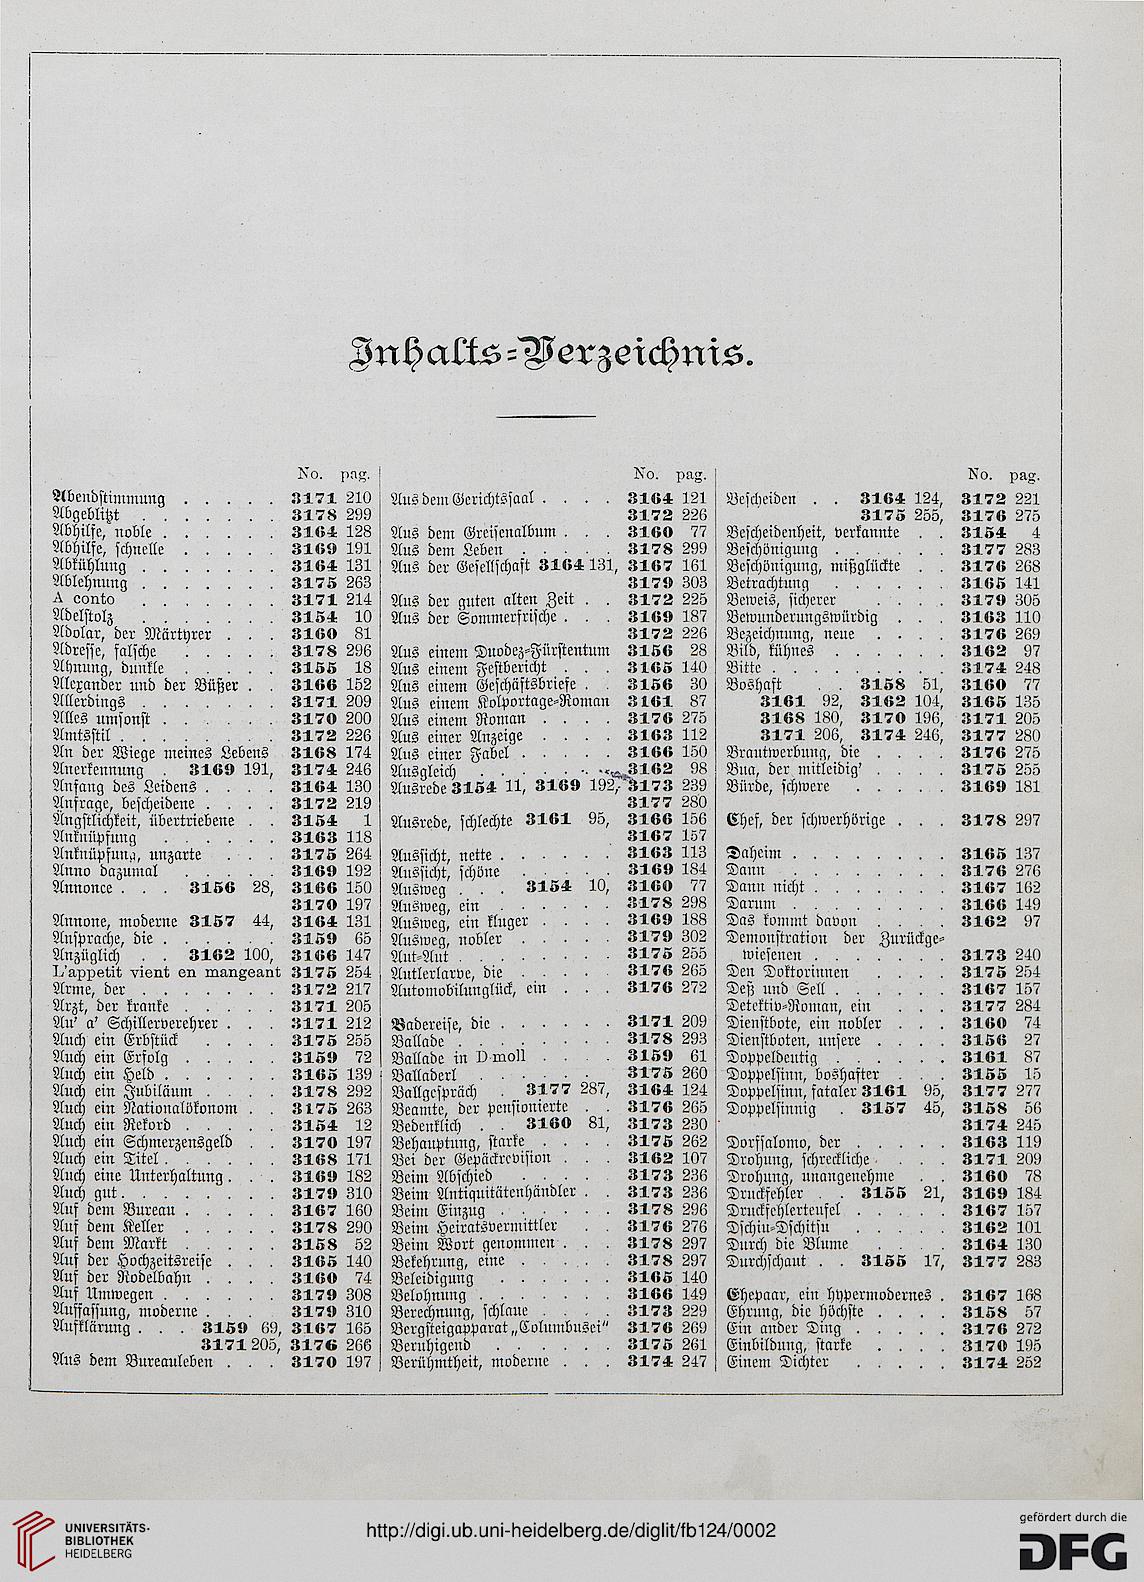 Inhalts-Verzeichnis.
No. pag.
Abendstimmung . . . . . 3171 210
Abgeblitzt . . . . . . . 3178 299
Abhilfe, noble . . . . . . 3164 128
Abhilfe, schnelle . . . . . 3169 191
Abkühlung . . . . . . . 3164 131
Ablehnung . . . . . . . 3175 263
A conto . . . . . . . 3171 214
Adelstolz . . . . . . . 3154 10
Adolar, der Märtyrer . . . 3160 81
Adresse, falsche . . . . . 3178 296
Ahnung, dunkle . . . . . 3155 18
Alexander und der Büßer . . 3166 152
Allerdings . . . . . . . 3171 209
Alles umsonst . . . . . . 3170 200
Amtsstil . . . . . . . . 3172 226
An der Wiege meines Lebens 3168 174
Anerkennung . 3169 191, 3174 246
Anfang des Leidens . . . . 3164 130
Anfrage, bescheidene . . . . 3172 219
Ängstlichkeit, übertriebene . . 3154 1
Anknüpfung . . . . . . 3163 118
Anknüpfung, unzarte . . . 3175 264
Anno dazumal . . . . . 3169 192
Annonce . . . 3156 28, 3166 150
3170 197
Annone, moderne 3157 44, 3164 131
Ansprache, die . . . . . . 3159 65
Anzüglich . . 3162 100, 3166 147
L'appetit vient en mangeant 3175 254
Arme, der . . . . . . . 3172 217
Arzt, der kranke . . . . . 3171 205
Au' a' Schillerverehrer . . . 3171 212
Auch ein Erbstück . . . . 3175 255
Auch ein Erfolg . . . . . 3159 72
Auch ein Held . . . . . . 3165 139
Auch ein Jubiläum . . . . 3178 292
Auch ein Nationalökonom . . 3175 263
Auch ein Rekord . . . . . 3154 12
Auch ein Schmerzensgeld . . 3170 197
Auch ein Titel . . . . . . 3168 171
Auch eine Unterhaltung . . . 3169 182
Auch gut . . . . . . . . 3179 310
Auf dem Bureau . . . . . 3167 160
Auf dem Keller . . . . . 3178 290
Auf dem Markt . . . . . 3158 52
Auf der Hochzeitsreise . . . 3165 140
Auf der Rodelbahn . . . . 3160 74
Auf Umwegen . . . . . . 3179 308
Auffassung, moderne . . . . 3179 310
Aufklärung . . . 3159 69, 3167 165
3171 205, 3176 266
Aus dem Bureauleben . . . 3170 197
No. pag.
Aus dem Gerichtssaal . . . . 3164 121
3172 226
Aus dem Greisenalbum . . . 3160 77
Aus dem Leben . . . . . 3178 299
Aus der Gesellschaft 3164 131, 3167 161
3179 303
Aus der guten alten Zeit . . 3172 225
Aus der Sommerfrische . . . 3169 187
3172 226
Aus einem Duodez-Fürstentum 3156 28
Aus einem Festbericht . . . 3165 140
Aus einem Geschäftsbriefe . . 3156 30
Aus einem Kolportage-Roman 3161 87
Aus einem Roman . . . . 3176 275
Aus einer Anzeige . . . . 3163 112
Aus einer Fabel . . . . . 3166 150
Ausgleich . . . . . . . 3162 98
Ausrede 3154 11, 3169 192, 3173 239
3177 280
Ausrede, schlechte 3161 95, 3166 156
3167 157
Aussicht, nette . . . . . . 3163 113
Aussicht, schöne . . . . . 3169 184
Ausweg . . . 3154 10, 3160 77
Ausweg, ein . . . . . . 3178 298
Ausweg, ein kluger . . . . 3169 188
Ausweg, nobler . . . . . 3179 302
Aut-Aut . . . . . . . 3175 255
Autlerlarve, die . . . . . 3176 265
Automobilunglück, ein . . . 3176 272
Badereise, die . . . . . . 3171 209
Ballade . . . . . . . . 3178 293
Ballade in D-moll . . . . 3159 61
Balladerl . . . . . . . 3175 260
Ballgespräch . 3177 287, 3164 124
Beamte, der pensionierte . . 3176 265
Bedenklich . . 3160 81, 3173 230
Behauptung, starke . . . . 3175 262
Bei der Gepäckrevision . . . 3162 107
Beim Abschied . . . . . 3173 236
Beim Antiquitätenhändler . . 3173 236
Beim Einzug . . . . . . 3178 296
Beim Heiratsvermittler . . . 3176 276
Beim Wort genommen . . . 3178 297
Bekehrung, eine . . . . . 3178 297
Beleidigung . . . . . . 3165 140
Belohnung . . . . . . . 3166 149
Berechnung, schlaue . . . . 3173 229
Bergsteigapparat „Columbusei“ 3176 269
Beruhigend . . . . . . 3175 261
Berühmtheit, moderne . . . 3174 247
No. pag.
Bescheiden . . 3164 124, 3172 221
3175 255, 3176 275
Bescheidenheit, verkannte . . 3154 4
Beschönigung . . . . . . 3177 283
Beschönigung, mißglückte . . 3176 268
Betrachtung . . . . . . 3165 141
Beweis, sicherer . . . . 3179 305
Bewunderungswürdig . . . 3163 110
Bezeichnung, neue . . . . 3176 269
Bild, kühnes . . . . . . 3162 97
Bitte . . . . . . . . 3174 248
Boshaft . . 3158 51, 3160 77
3161 92, 3162 104, 3165 135
3168 180, 3170 196, 3171 205
3171 206, 3174 246, 3177 280
Brautwerbung, die . . . . 3176 275
Bua, der mitleidig' . . . . 3175 255
Bürde, schwere . . . . . 3169 181
Chef, der schwerhörige . . . 3178 297
Daheim . . . . . . . . 3165 137
Dann . . . . . . . . 3176 276
Dann nicht . . . . . . . 3167 162
Darum . . . . . . . . 3166 149
Das kommt davon . . . . 3162 97
Demonstration der Zurückge-
wiesenen . . . . . . . 3173 240
Den Doktorinnen . . . . . 3175 254
Deß und Sell . . . . . . 3167 157
Detektiv-Roman, ein . . . 3177 284
Dienstbote, ein nobler . . . 3160 74
Dienstboten, unsere . . . . 3156 27
Doppeldeutig . . . . . . 3161 87
Doppelsinn, boshafter . . . 3155 15
Doppelsinn, fataler 3161 95, 3177 277
Doppelsinnig . 3157 45, 3158 56
3174 245
Dorfsalomo, der . . . . . 3163 119
Drohung, schreckliche . . . . 3171 209
Drohung, unangenehme . . 3160 78
Druckfehler . . 3155 21, 3169 184
Druckfehlerteufel . . . . . 3167 157
Dschiu-Dschitsu . . . . . 3162 101
Durch die Blume . . . . 3164 130
Durchschaut . . 3155 17, 3177 283
Ehepaar, ein hypermodernes . 3167 168
Ehrung, die höchste . . . . 3158 57
Ein ander Ding . . . . . 3176 272
Einbildung, starke . . . . 3170 195
Einem Dichter . . . . . 3174 252
UNIVERSITÄTS-
BIBLIOTHEK
HEIDELBERG
http://digi.ub.uni-heidelberg.de/diglit/fb124/0002
gefördert durch die
DFG